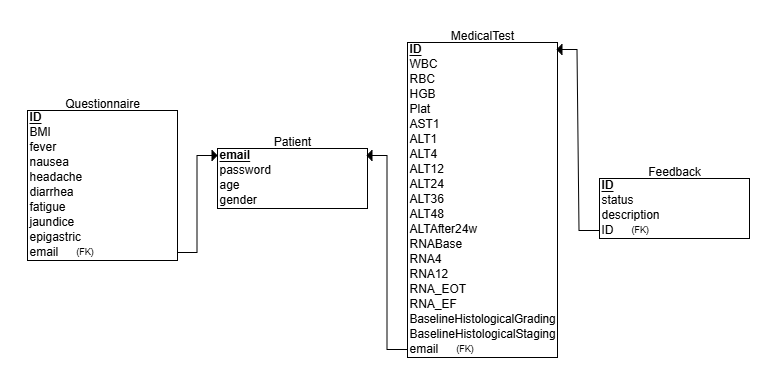 Questionnaire
ID
BMI
fever
nausea
headache
diarrhea
fatigue
jaundice
epigastric
email (FK)
Patient
email
password
age
gender
MedicalTest
ID
WBC
RBC
HGB
Plat
AST1
ALT1
ALT4
ALT12
ALT24
ALT36
ALT48
ALTAfter24w
RNABase
RNA4
RNA12
RNA_EOT
RNA_EF
BaselineHistologicalGrading
BaselineHistologicalStaging
email (FK)
Feedback
ID
status
description
ID (FK)